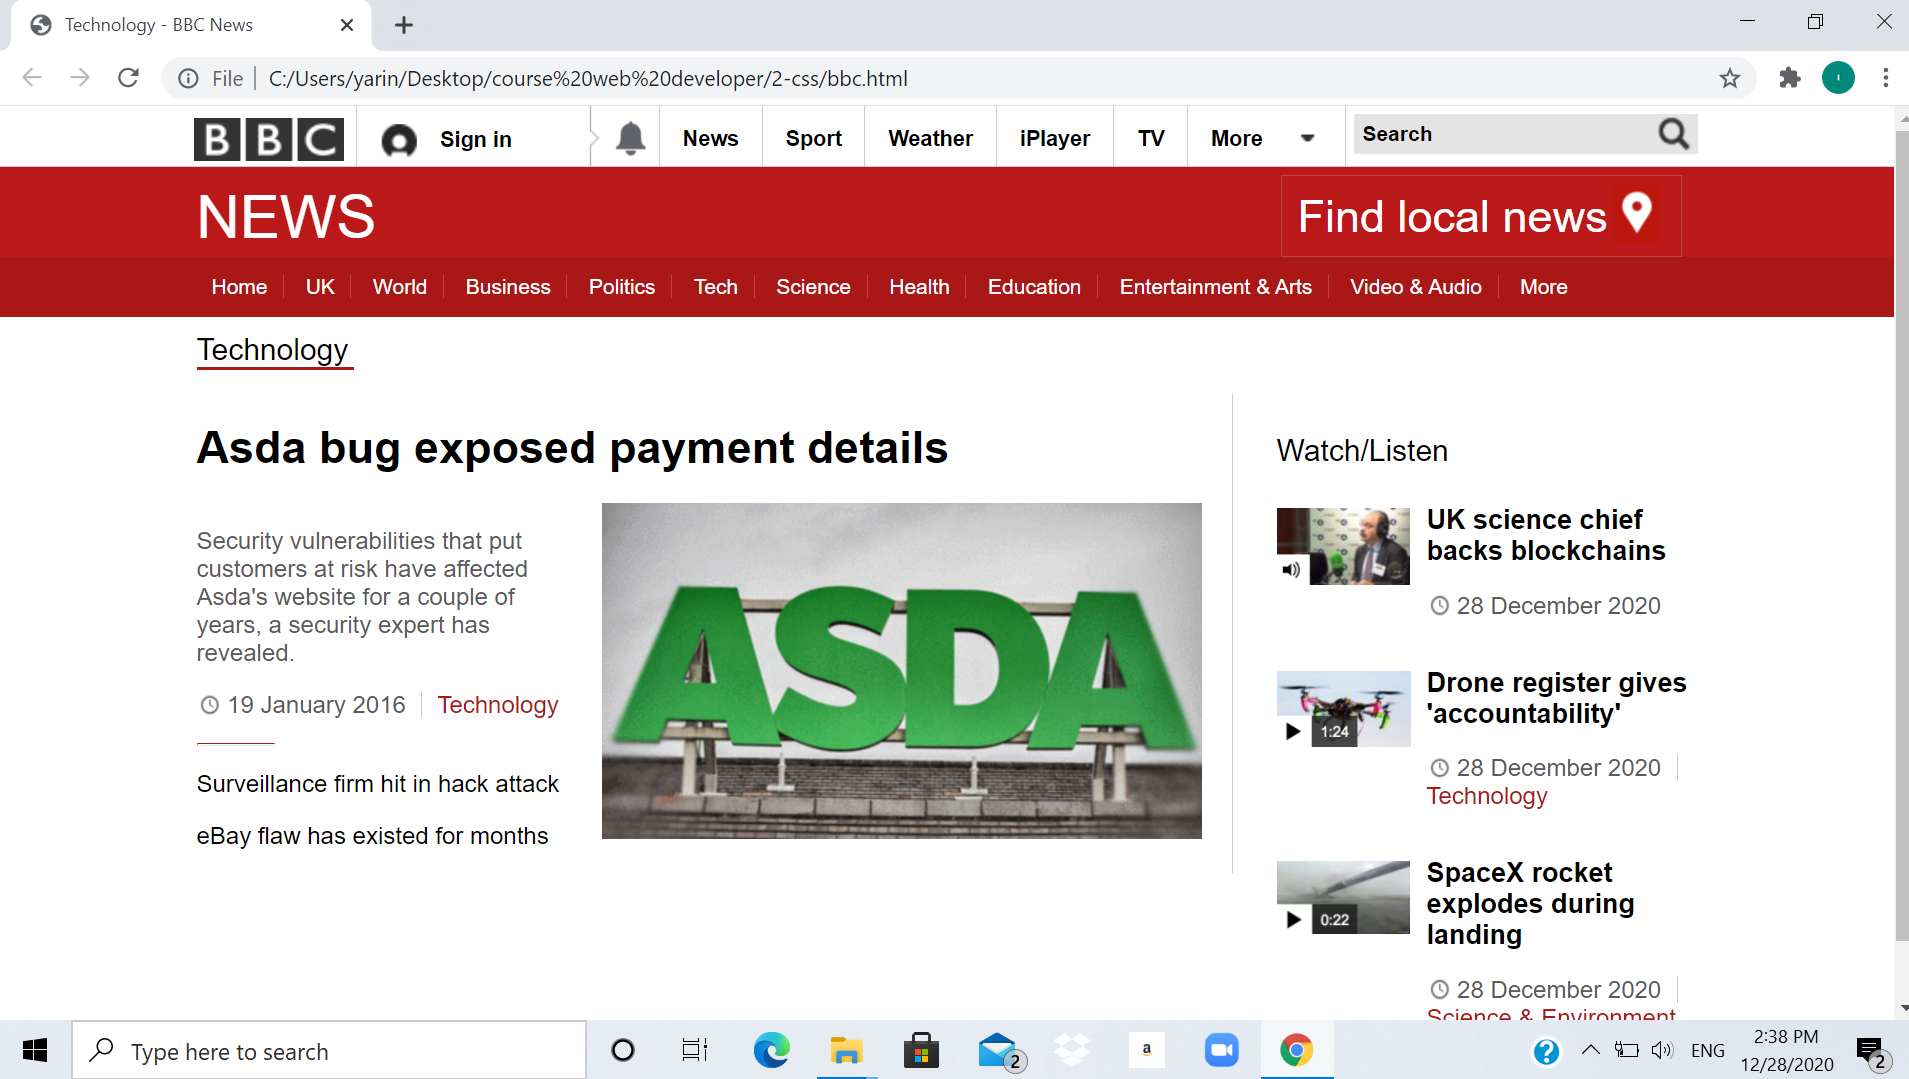 Technology - BBC News
File
C:/Users/yarin/Desktop/course%20web%20developer/2-css/bbc.html
BBC
Sign in
News
Sport
Weather
iPlayer
TV
More
Search
NEWS
Find local news
Home
UK
World
Business
Politics
Tech
Science
Health
Education
Entertainment & Arts
Video & Audio
More
Technology
Asda bug exposed payment details
Security vulnerabilities that put
customers at risk have affected
Asda's website for a couple of
years, a security expert has
revealed.
19 January 2016
Technology
Surveillance firm hit in hack attack
eBay flaw has existed for months
ASDA
Watch/Listen
UK science chief
backs blockchains
28 December 2020
1:24
Drone register gives
'accountability'
28 December 2020
Technology
0:22
SpaceX rocket
explodes during
landing
28 December 2020
Science & Environment
Type here to search
2
a
ENG
2:38 PM
12/28/2020
2